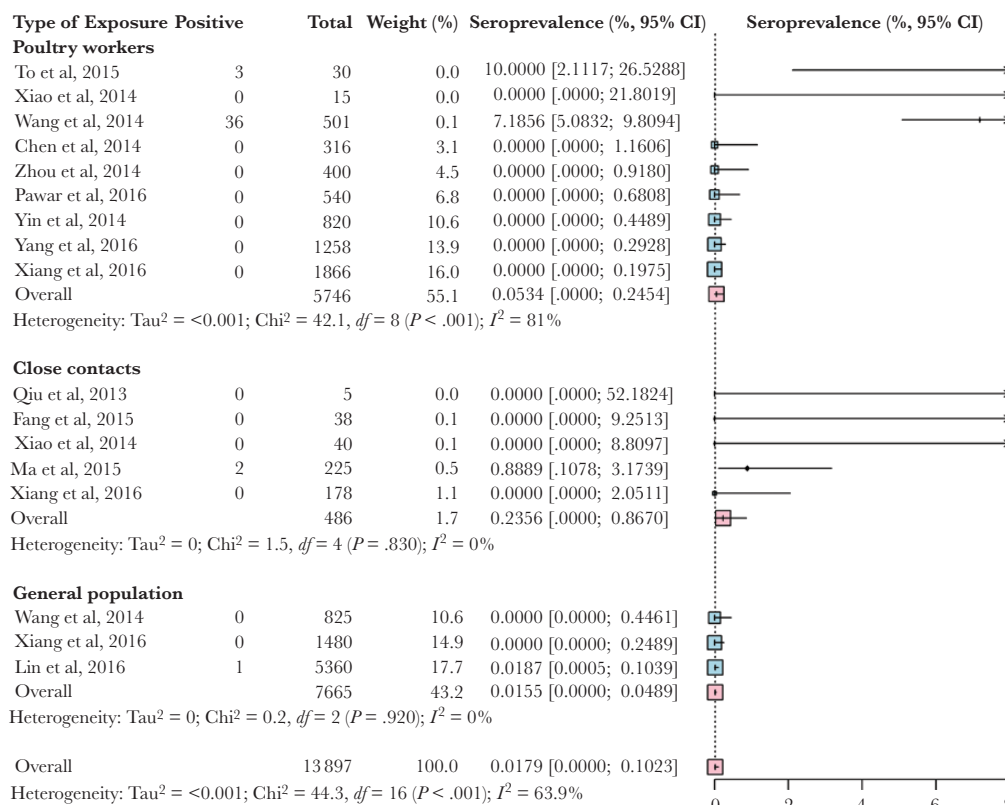 Type of Exposure Positive Total Weight (%) Seroprevalence (%, 95% CI) Seroprevalence (%, 95% CI)
Poultry workers
To et al, 2015 3 30 0.0 10.0000 [2.1117; 26.5288]
Xiao et al, 2014 0 15 0.0 0.0000 [.0000; 21.8019]
Wang et al, 2014 36 501 0.1 7.1856 [5.0832; 9.8094]
Chen et al, 2014 0 316 3.1 0.0000 [.0000; 1.1606]
Zhou et al, 2014 0 400 4.5 0.0000 [.0000; 0.9180]
Pawar et al, 2016 0 540 6.8 0.0000 [.0000; 0.6808]
Yin et al, 2014 0 820 10.6 0.0000 [.0000; 0.4489]
Yang et al, 2016 0 1258 13.9 0.0000 [.0000; 0.2928]
Xiang et al, 2016 0 1866 16.0 0.0000 [.0000; 0.1975]
Overall 5746 55.1 0.0534 [.0000; 0.2454]
Heterogeneity: Tau² = <0.001; Chi² = 42.1, df = 8 (P < .001); I² = 81%
Close contacts
Qiu et al, 2013 0 5 0.0 0.0000 [.0000; 52.1824]
Fang et al, 2015 0 38 0.1 0.0000 [.0000; 9.2513]
Xiao et al, 2014 0 40 0.1 0.0000 [.0000; 8.8097]
Ma et al, 2015 2 225 0.5 0.8889 [.1078; 3.1739]
Xiang et al, 2016 0 178 1.1 0.0000 [.0000; 2.0511]
Overall 486 1.7 0.2356 [.0000; 0.8670]
Heterogeneity: Tau² = 0; Chi² = 1.5, df = 4 (P = .830); I² = 0%
General population
Wang et al, 2014 0 825 10.6 0.0000 [0.0000; 0.4461]
Xiang et al, 2016 0 1480 14.9 0.0000 [0.0000; 0.2489]
Lin et al, 2016 1 5360 17.7 0.0187 [0.0005; 0.1039]
Overall 7665 43.2 0.0155 [0.0000; 0.0489]
Heterogeneity: Tau² = 0; Chi² = 0.2, df = 2 (P = .920); I² = 0%
Overall 13 897 100.0 0.0179 [0.0000; 0.1023]
Heterogeneity: Tau² = <0.001; Chi² = 44.3, df = 16 (P < .001); I² = 63.9%
0 2 4 6